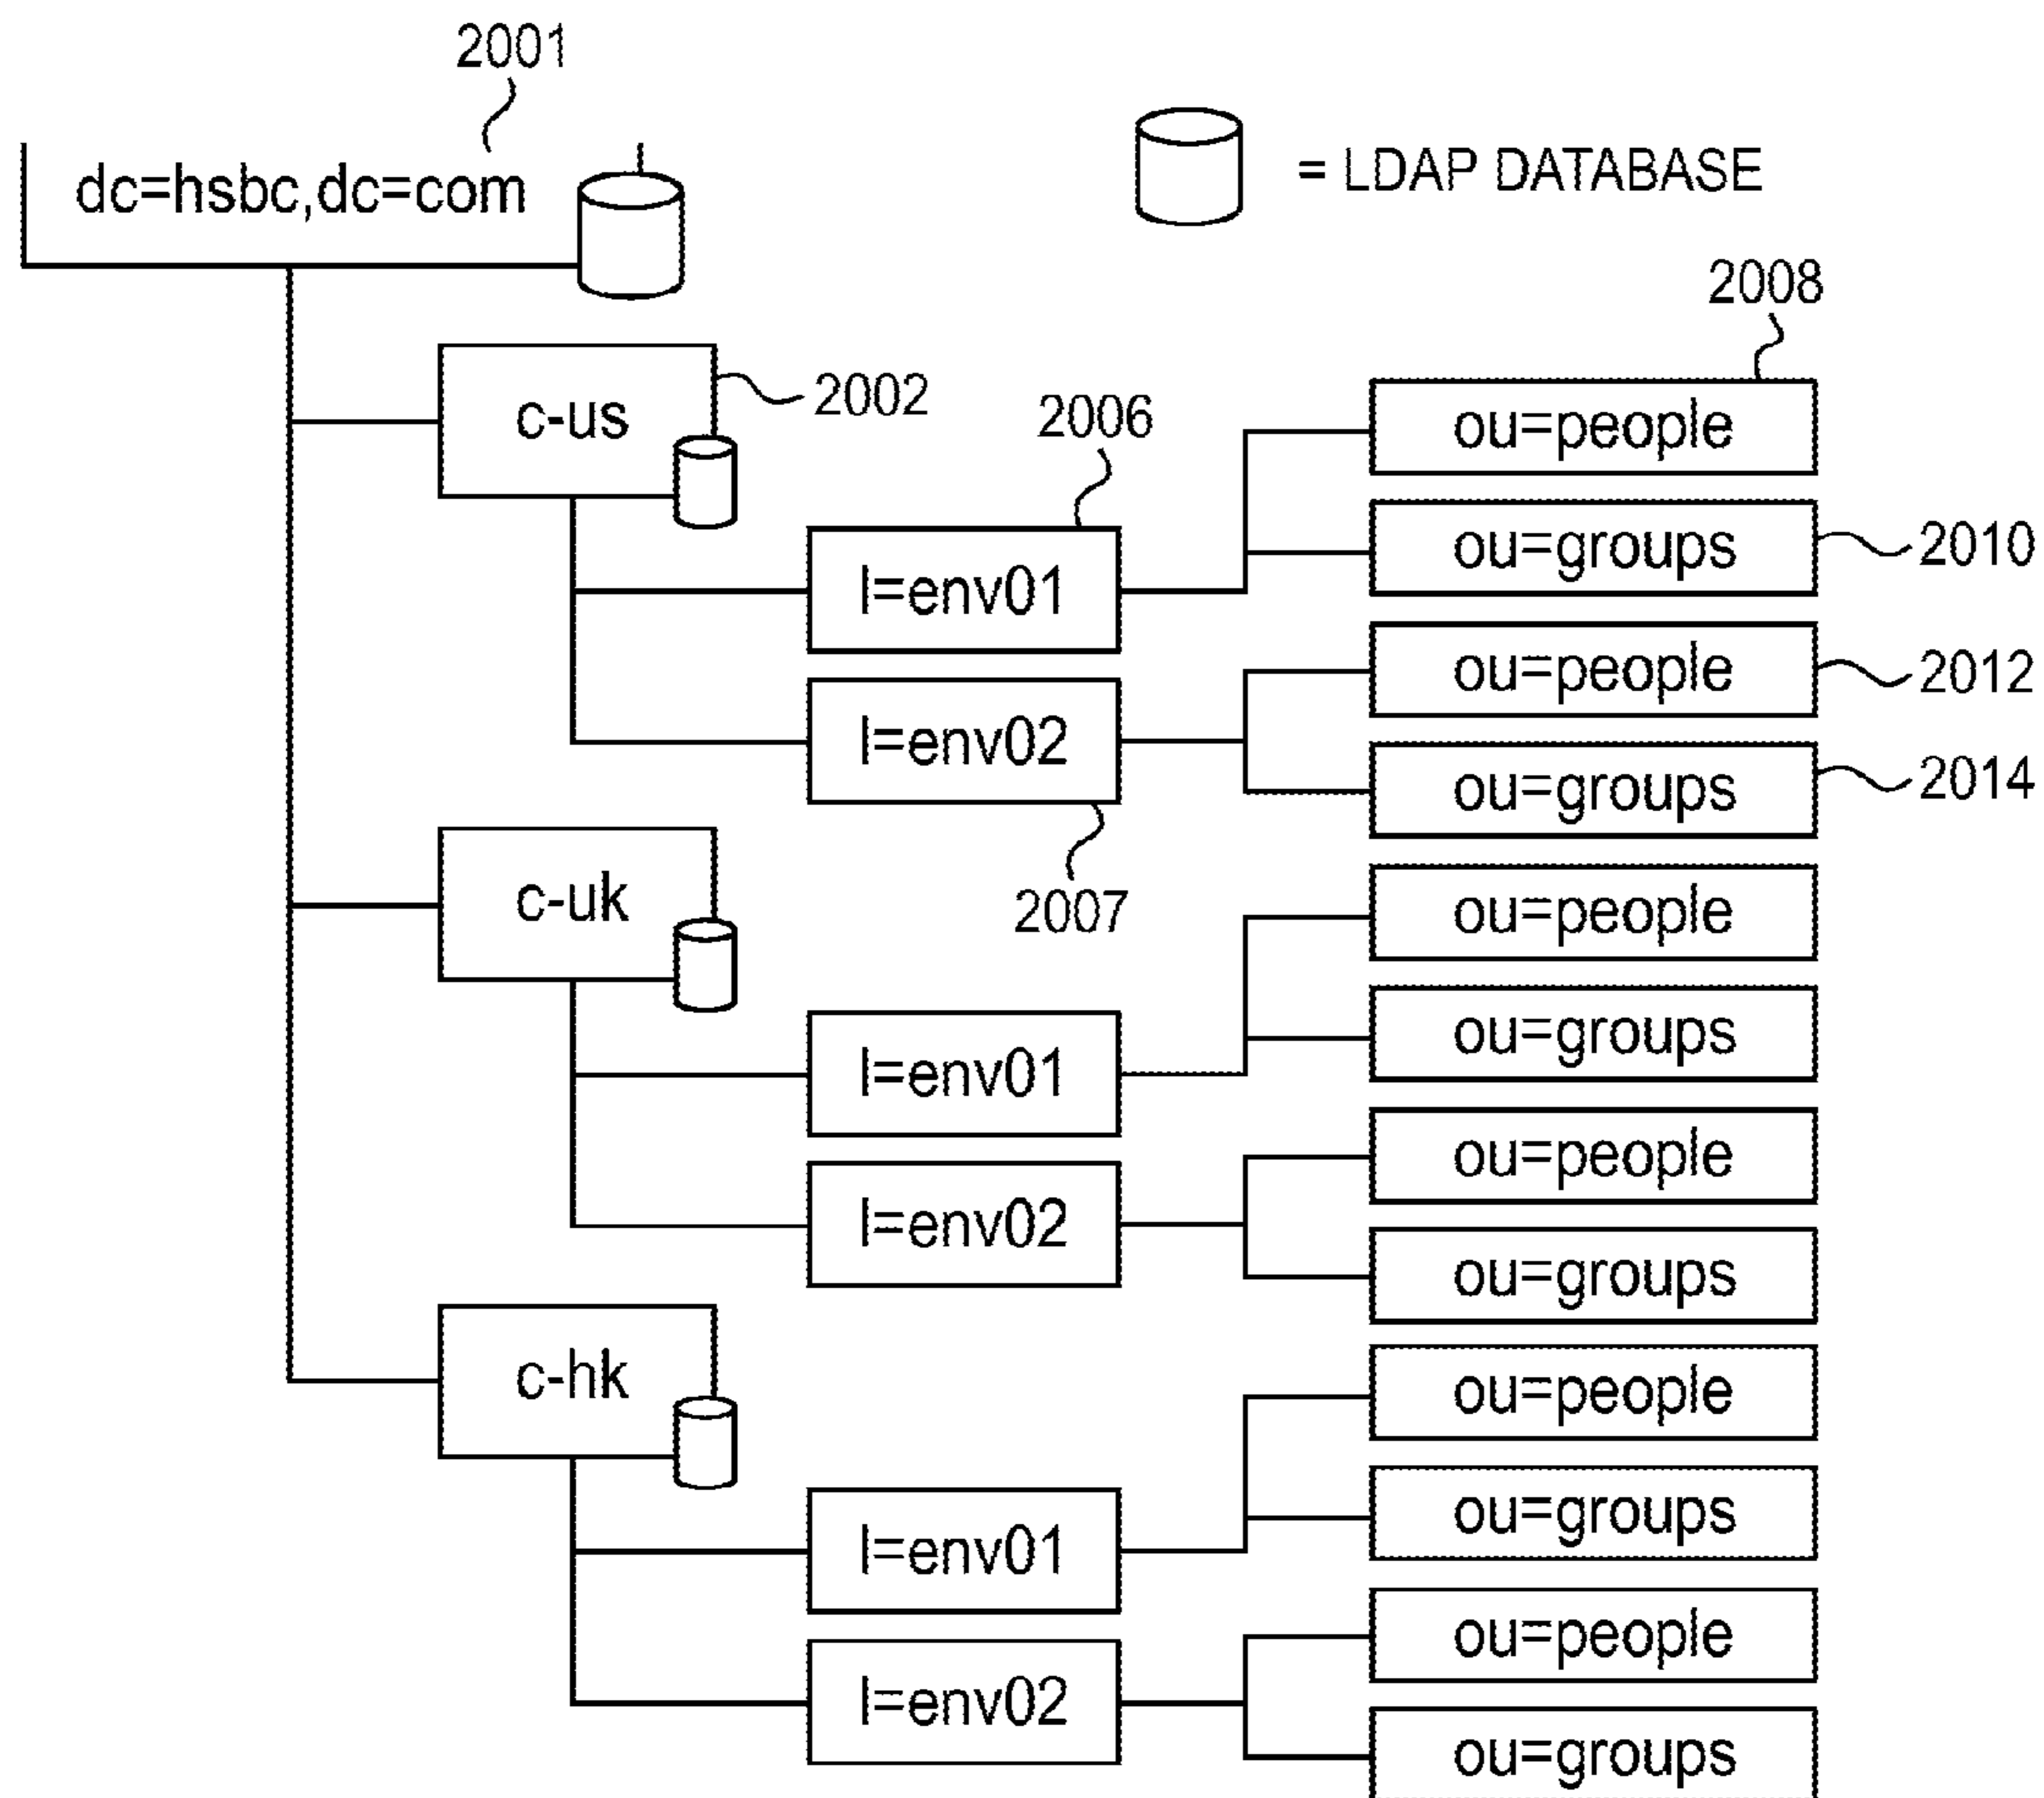 2001
dc=hsbc,dc=com
= LDAP DATABASE
2008
c-us
2002
2006
ou=people
l=env01
ou=groups
2010
ou=people
2012
l=env02
ou=groups
2014
2007
c-uk
ou=people
l=env01
ou=groups
ou=people
l=env02
ou=groups
c-hk
ou=people
l=env01
ou=groups
ou=people
l=env02
ou=groups